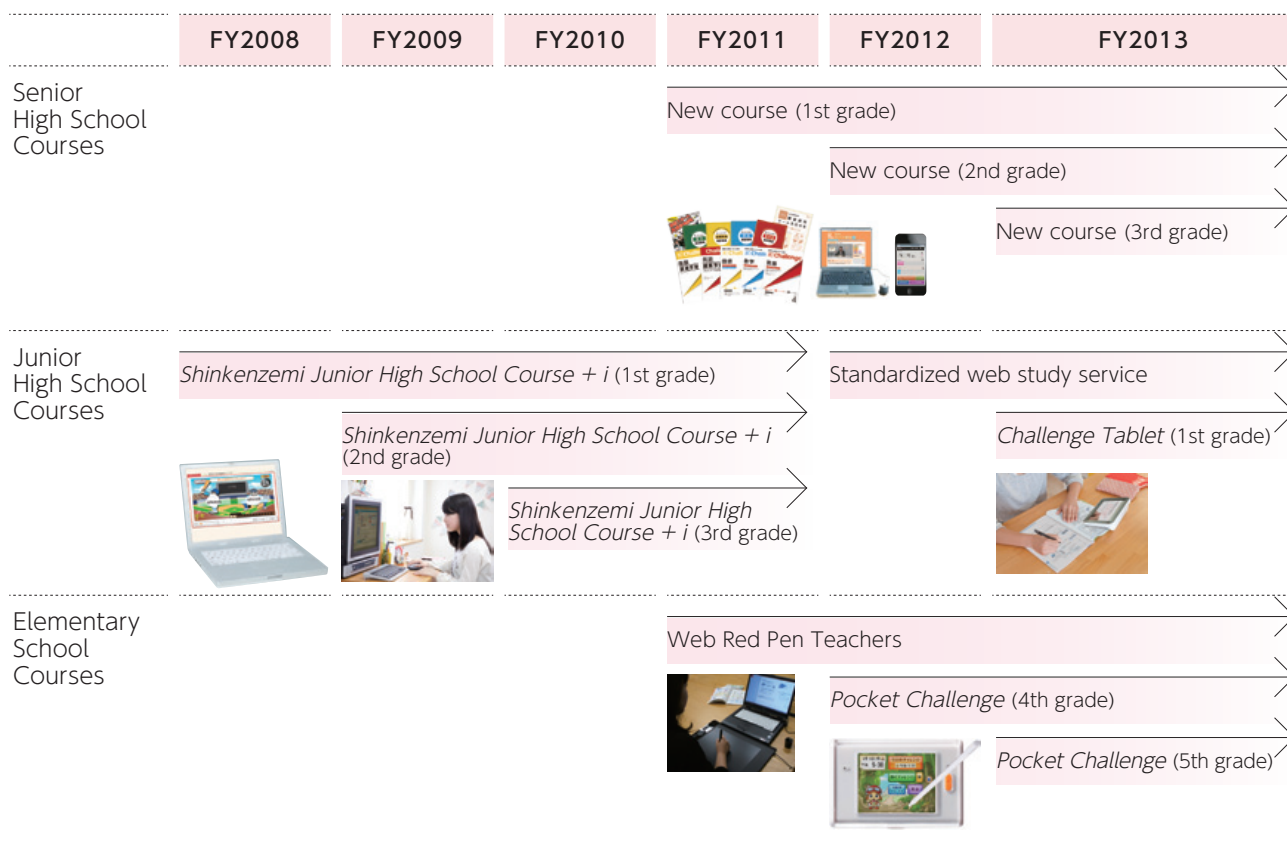 FY2008 FY2009 FY2010 FY2011 FY2012 FY2013
Senior
High School
Courses
New course (1st grade)
New course (2nd grade)
New course (3rd grade)
Junior
High School
Courses
Shinkenzemi Junior High School Course + i (1st grade)
Standardized web study service
Shinkenzemi Junior High School Course + i
(2nd grade)
Challenge Tablet (1st grade)
Shinkenzemi Junior High
School Course + i (3rd grade)
Elementary
School
Courses
Web Red Pen Teachers
Pocket Challenge (4th grade)
Pocket Challenge (5th grade)